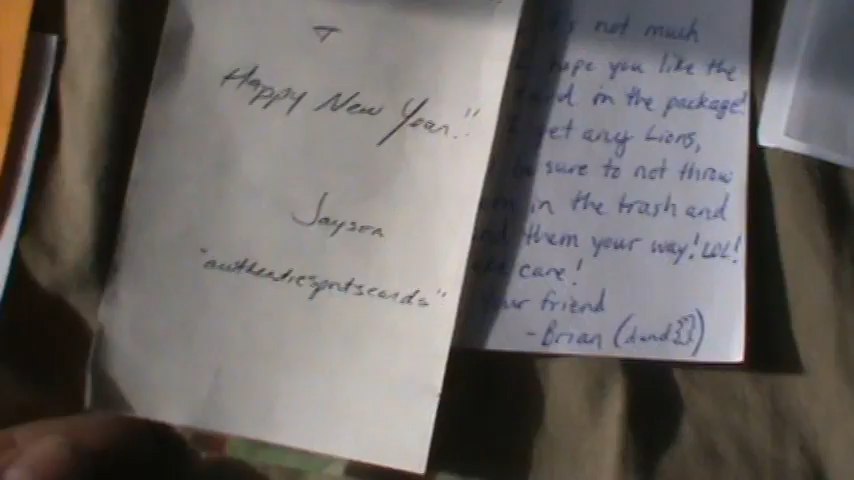 Happy New Year!!
Jayson
"authenticsportscards"
not much
hope you like the
in the package!
get any Lions,
sure to not throw
in the trash and
them your way! LOL!
care!
your friend
-Brian